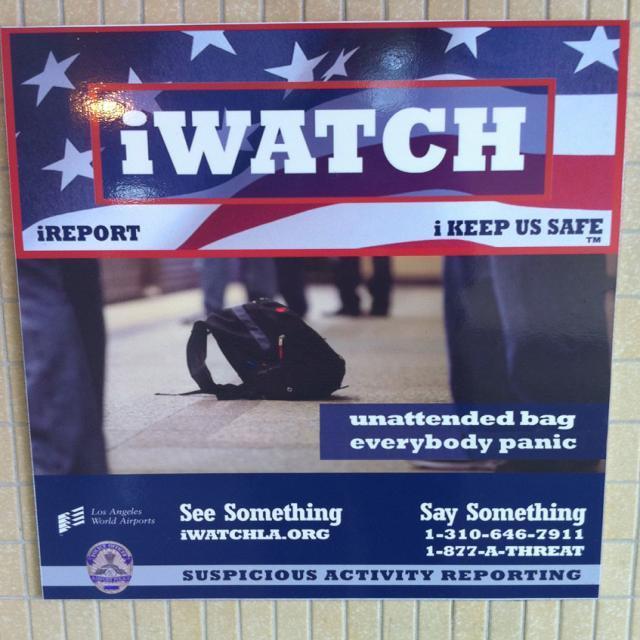 iWATCH
iREPORT
i KEEP US SAFE
TM
unattended bag
everybody panic
Los Angeles
World Airports
See Something
iWATCHLA.ORG
Say Something
1-310-646-7911
1-877-A-THREAT
SUSPICIOUS ACTIVITY REPORTING